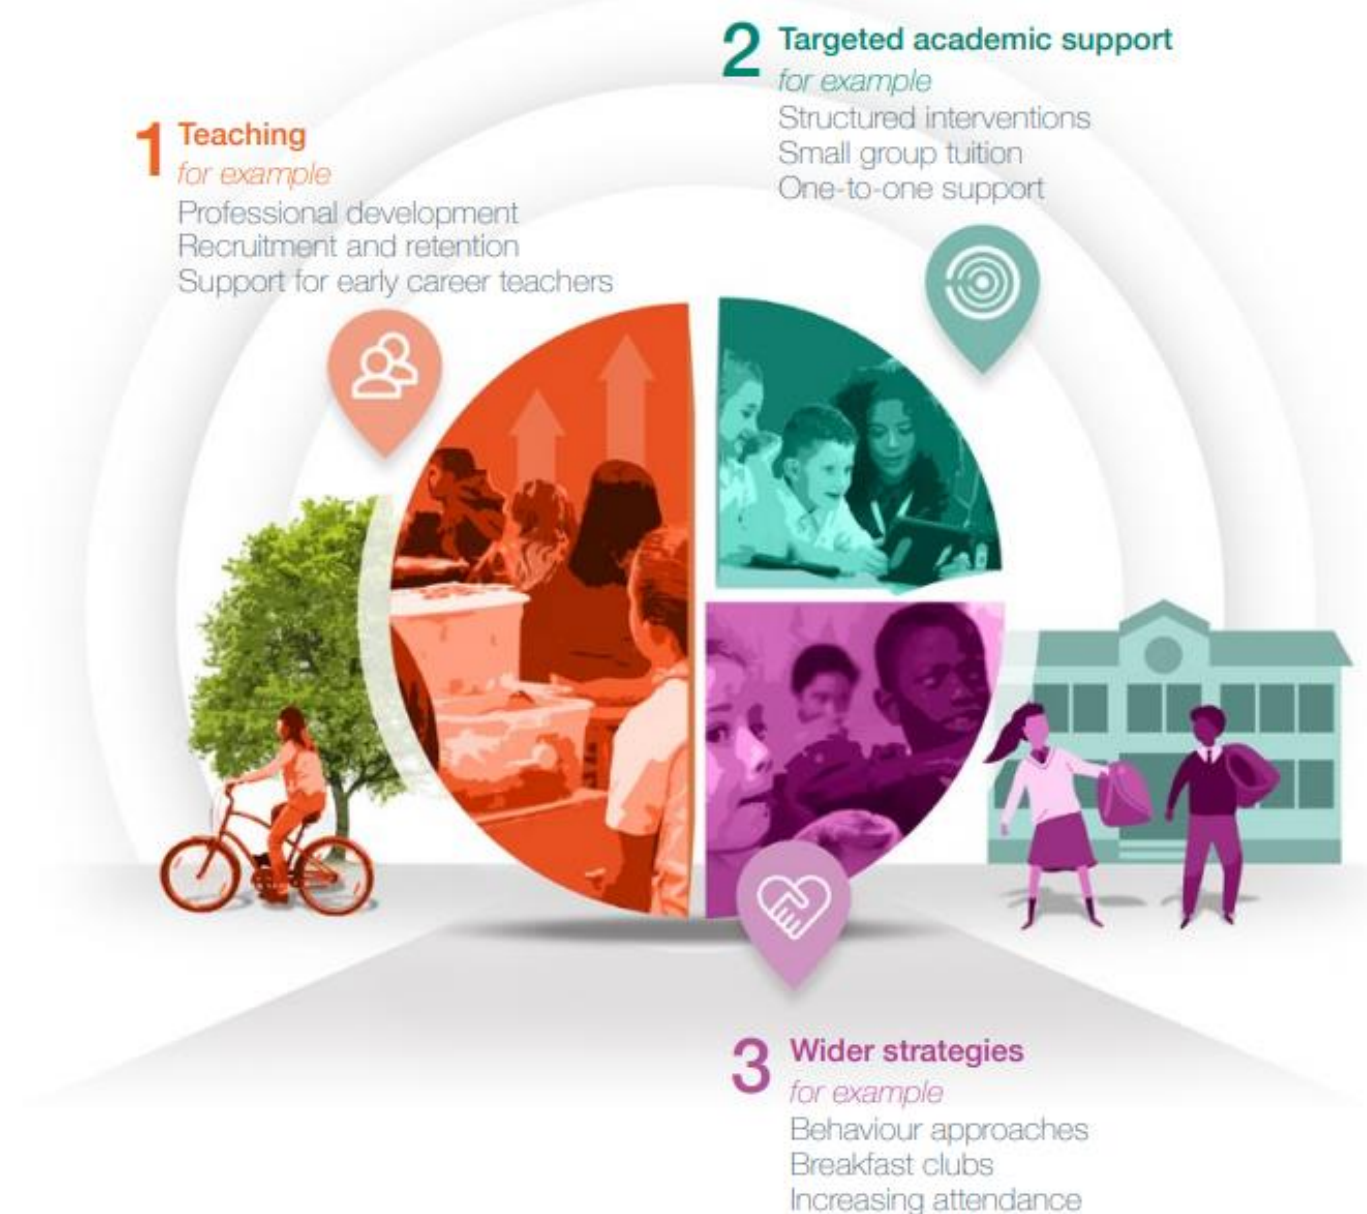 1 Teaching
for example
Professional development
Recruitment and retention
Support for early career teachers
2 Targeted academic support
for example
Structured interventions
Small group tuition
One-to-one support
3 Wider strategies
for example
Behaviour approaches
Breakfast clubs
Increasing attendance